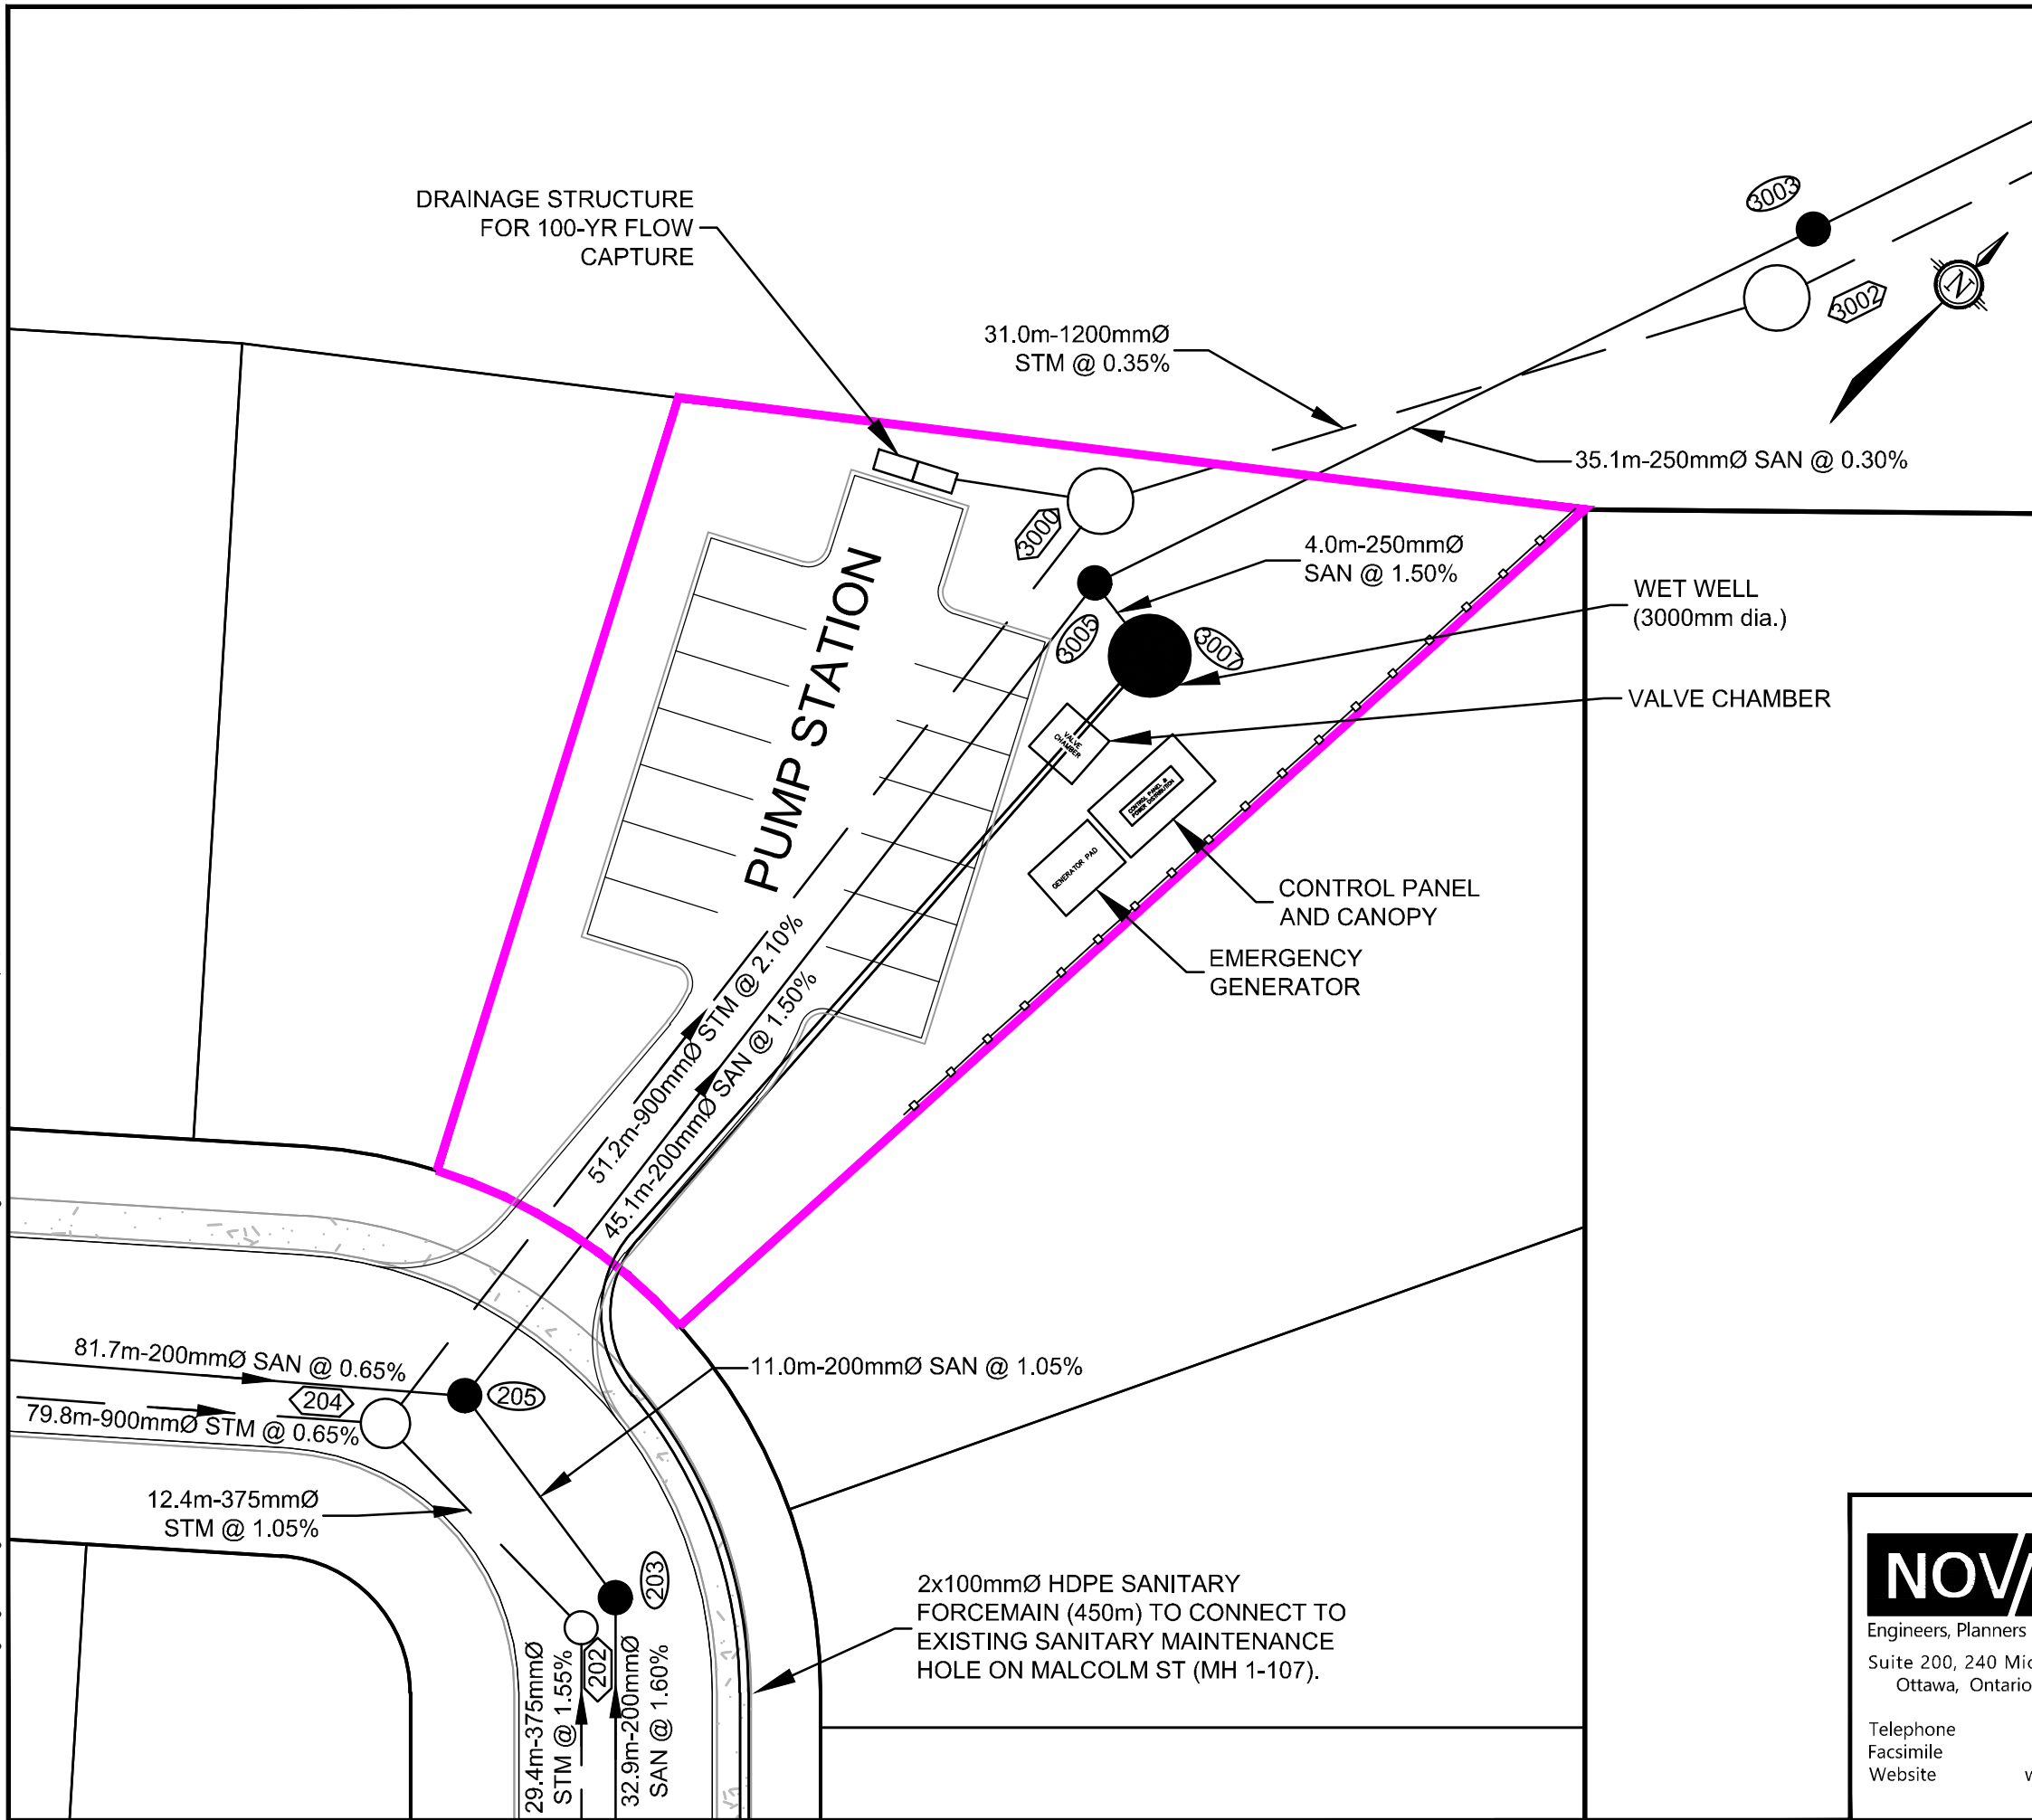 DRAINAGE STRUCTURE
FOR 100-YR FLOW
CAPTURE
3003
3002
N
31.0m-1200mmØ
STM @ 0.35%
35.1m-250mmØ SAN @ 0.30%
3000
4.0m-250mmØ
SAN @ 1.50%
WET WELL
(3000mm dia.)
3005
3007
PUMP STATION
VALVE CHAMBER
VALVE
CHAMBER
CONTROL PANEL &
POWER DISTRIBUTION
GENERATOR PAD
CONTROL PANEL
AND CANOPY
EMERGENCY
GENERATOR
51.2m-900mmØ STM @ 2.10%
45.1m-200mmØ SAN @ 1.50%
81.7m-200mmØ SAN @ 0.65%
204
205
79.8m-900mmØ STM @ 0.65%
11.0m-200mmØ SAN @ 1.05%
12.4m-375mmØ
STM @ 1.05%
203
202
29.4m-375mmØ
STM @ 1.55%
32.9m-200mmØ
SAN @ 1.60%
2x100mmØ HDPE SANITARY
FORCEMAIN (450m) TO CONNECT TO
EXISTING SANITARY MAINTENANCE
HOLE ON MALCOLM ST (MH 1-107).
NOV
Engineers, Planners
Suite 200, 240 Mic
Ottawa, Ontario
Telephone
Facsimile
Website w